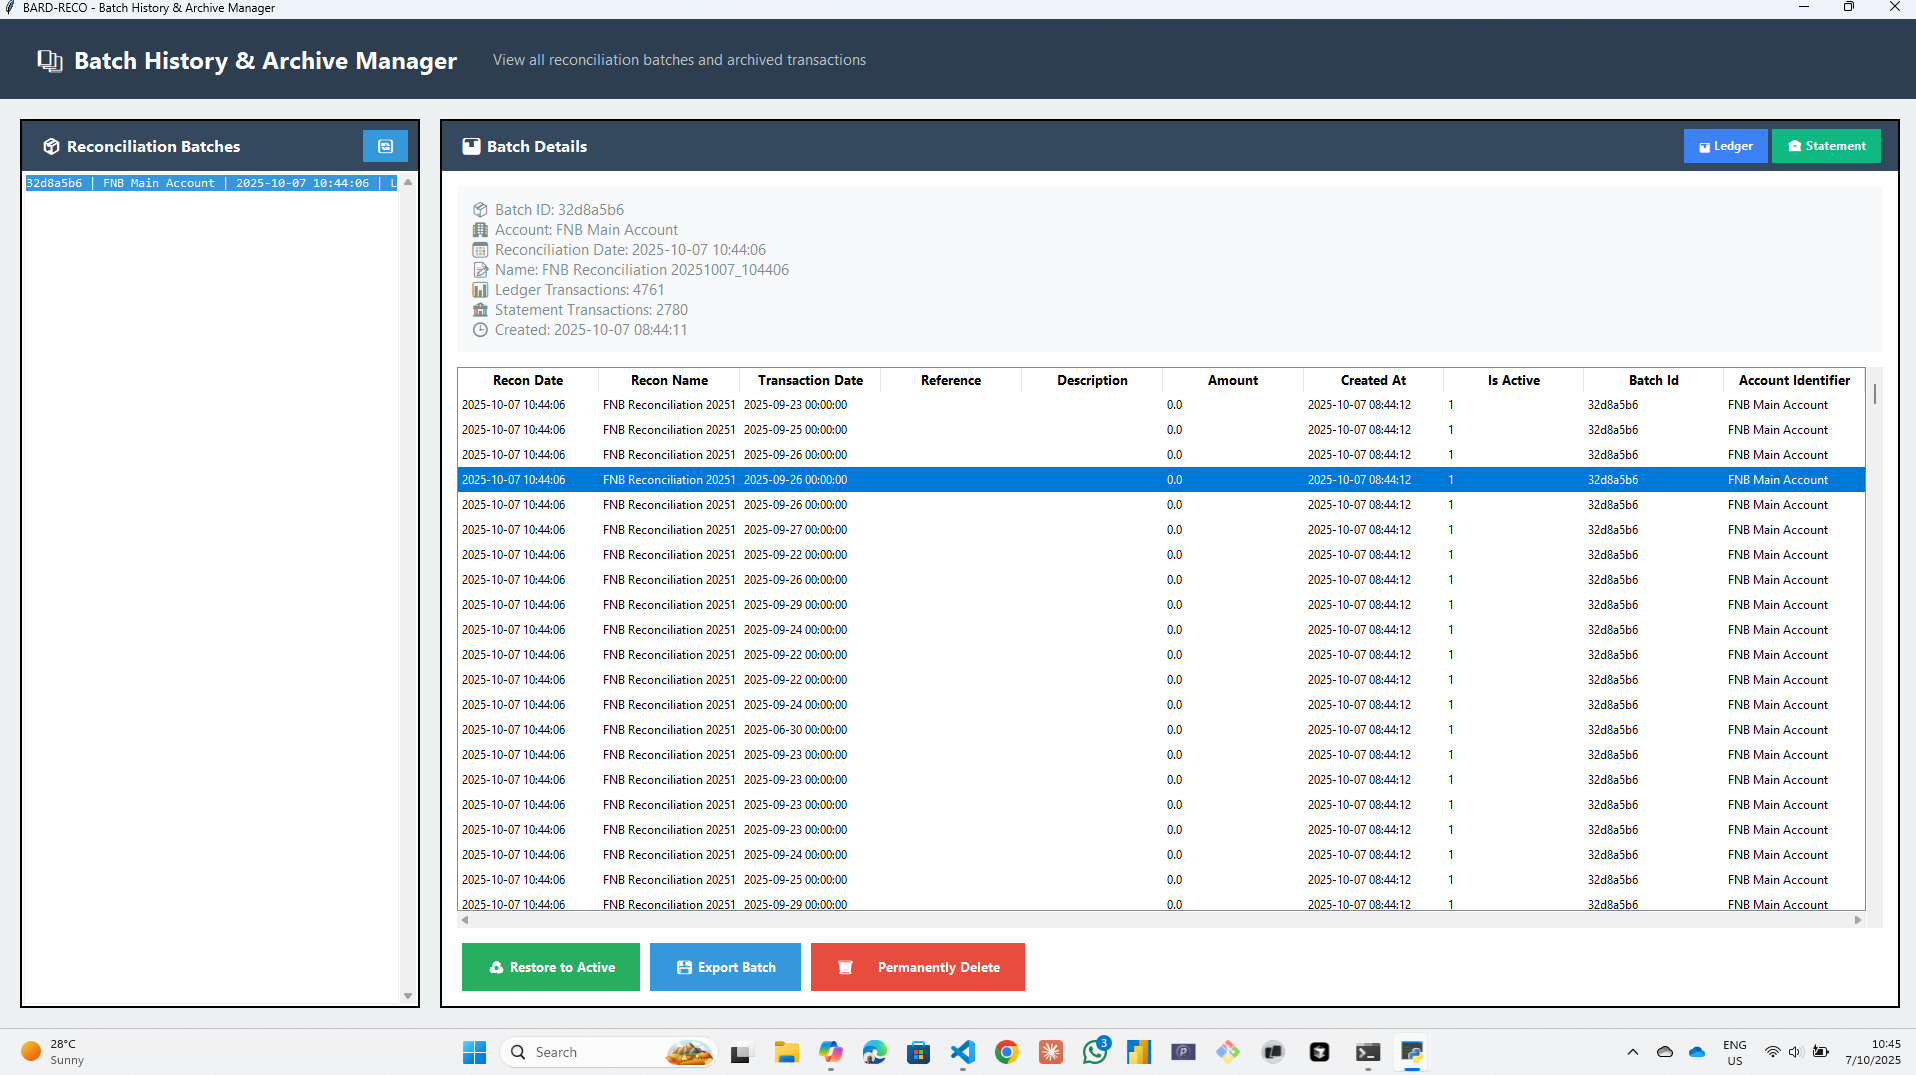 BARD-RECO - Batch History & Archive Manager
Batch History & Archive Manager
View all reconciliation batches and archived transactions
Reconciliation Batches
32d8a5b6 | FNB Main Account | 2025-10-07 10:44:06 | L
Batch Details
Ledger
Statement
Batch ID: 32d8a5b6
Account: FNB Main Account
Reconciliation Date: 2025-10-07 10:44:06
Name: FNB Reconciliation 20251007_104406
Ledger Transactions: 4761
Statement Transactions: 2780
Created: 2025-10-07 08:44:11
Recon Date Recon Name Transaction Date Reference Description Amount Created At Is Active Batch Id Account Identifier
2025-10-07 10:44:06 FNB Reconciliation 20251 2025-09-23 00:00:00 0.0 2025-10-07 08:44:12 1 32d8a5b6 FNB Main Account
2025-10-07 10:44:06 FNB Reconciliation 20251 2025-09-25 00:00:00 0.0 2025-10-07 08:44:12 1 32d8a5b6 FNB Main Account
2025-10-07 10:44:06 FNB Reconciliation 20251 2025-09-26 00:00:00 0.0 2025-10-07 08:44:12 1 32d8a5b6 FNB Main Account
2025-10-07 10:44:06 FNB Reconciliation 20251 2025-09-26 00:00:00 0.0 2025-10-07 08:44:12 1 32d8a5b6 FNB Main Account
2025-10-07 10:44:06 FNB Reconciliation 20251 2025-09-26 00:00:00 0.0 2025-10-07 08:44:12 1 32d8a5b6 FNB Main Account
2025-10-07 10:44:06 FNB Reconciliation 20251 2025-09-27 00:00:00 0.0 2025-10-07 08:44:12 1 32d8a5b6 FNB Main Account
2025-10-07 10:44:06 FNB Reconciliation 20251 2025-09-22 00:00:00 0.0 2025-10-07 08:44:12 1 32d8a5b6 FNB Main Account
2025-10-07 10:44:06 FNB Reconciliation 20251 2025-09-26 00:00:00 0.0 2025-10-07 08:44:12 1 32d8a5b6 FNB Main Account
2025-10-07 10:44:06 FNB Reconciliation 20251 2025-09-29 00:00:00 0.0 2025-10-07 08:44:12 1 32d8a5b6 FNB Main Account
2025-10-07 10:44:06 FNB Reconciliation 20251 2025-09-24 00:00:00 0.0 2025-10-07 08:44:12 1 32d8a5b6 FNB Main Account
2025-10-07 10:44:06 FNB Reconciliation 20251 2025-09-22 00:00:00 0.0 2025-10-07 08:44:12 1 32d8a5b6 FNB Main Account
2025-10-07 10:44:06 FNB Reconciliation 20251 2025-09-22 00:00:00 0.0 2025-10-07 08:44:12 1 32d8a5b6 FNB Main Account
2025-10-07 10:44:06 FNB Reconciliation 20251 2025-09-24 00:00:00 0.0 2025-10-07 08:44:12 1 32d8a5b6 FNB Main Account
2025-10-07 10:44:06 FNB Reconciliation 20251 2025-06-30 00:00:00 0.0 2025-10-07 08:44:12 1 32d8a5b6 FNB Main Account
2025-10-07 10:44:06 FNB Reconciliation 20251 2025-09-23 00:00:00 0.0 2025-10-07 08:44:12 1 32d8a5b6 FNB Main Account
2025-10-07 10:44:06 FNB Reconciliation 20251 2025-09-23 00:00:00 0.0 2025-10-07 08:44:12 1 32d8a5b6 FNB Main Account
2025-10-07 10:44:06 FNB Reconciliation 20251 2025-09-23 00:00:00 0.0 2025-10-07 08:44:12 1 32d8a5b6 FNB Main Account
2025-10-07 10:44:06 FNB Reconciliation 20251 2025-09-23 00:00:00 0.0 2025-10-07 08:44:12 1 32d8a5b6 FNB Main Account
2025-10-07 10:44:06 FNB Reconciliation 20251 2025-09-24 00:00:00 0.0 2025-10-07 08:44:12 1 32d8a5b6 FNB Main Account
2025-10-07 10:44:06 FNB Reconciliation 20251 2025-09-25 00:00:00 0.0 2025-10-07 08:44:12 1 32d8a5b6 FNB Main Account
2025-10-07 10:44:06 FNB Reconciliation 20251 2025-09-29 00:00:00 0.0 2025-10-07 08:44:12 1 32d8a5b6 FNB Main Account
Restore to Active
Export Batch
Permanently Delete
28°C
Sunny
Search
3
P
ENG
US
10:45
7/10/2025